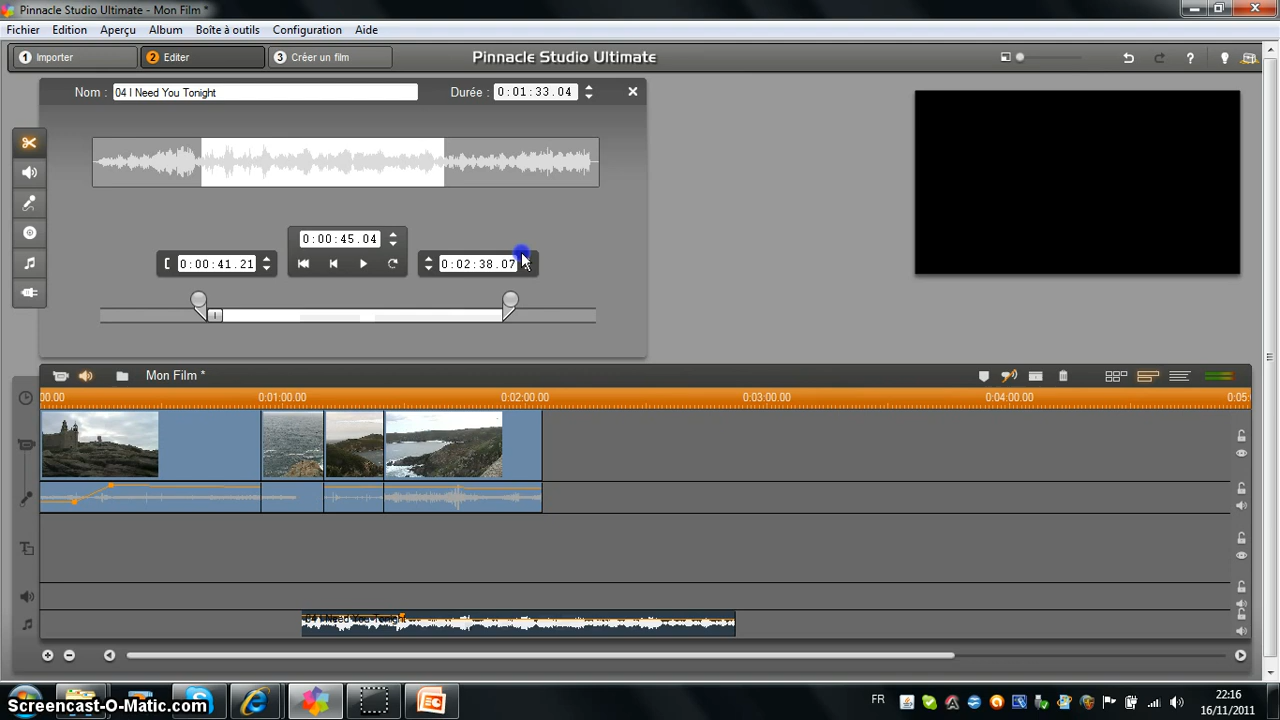 Pinnacle Studio Ultimate - Mon Film *
Fichier Edition Aperçu Album Boîte à outils Configuration Aide
1 Importer 2 Editer 3 Créer un film Pinnacle Studio Ultimate
Nom : 04 I Need You Tonight Durée : 0:01:33.04
0:00:45.04
[ 0:00:41.21 0:02:38.07
Mon Film *
00.00 0:01:00.00 0:02:00.00 0:03:00.00 0:04:00.00 0:05:
04 I Need You Tonight
FR 22:16
16/11/2011
Screencast-O-Matic.com